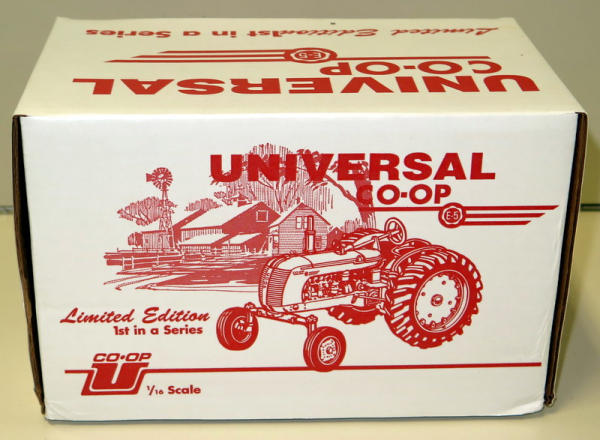 Limited Edition 1st in a Series
E-5
CO-OP
UNIVERSAL
UNIVERSAL
CO-OP
E-5
Limited Edition
1st in a Series
CO-OP
U
1/16 Scale